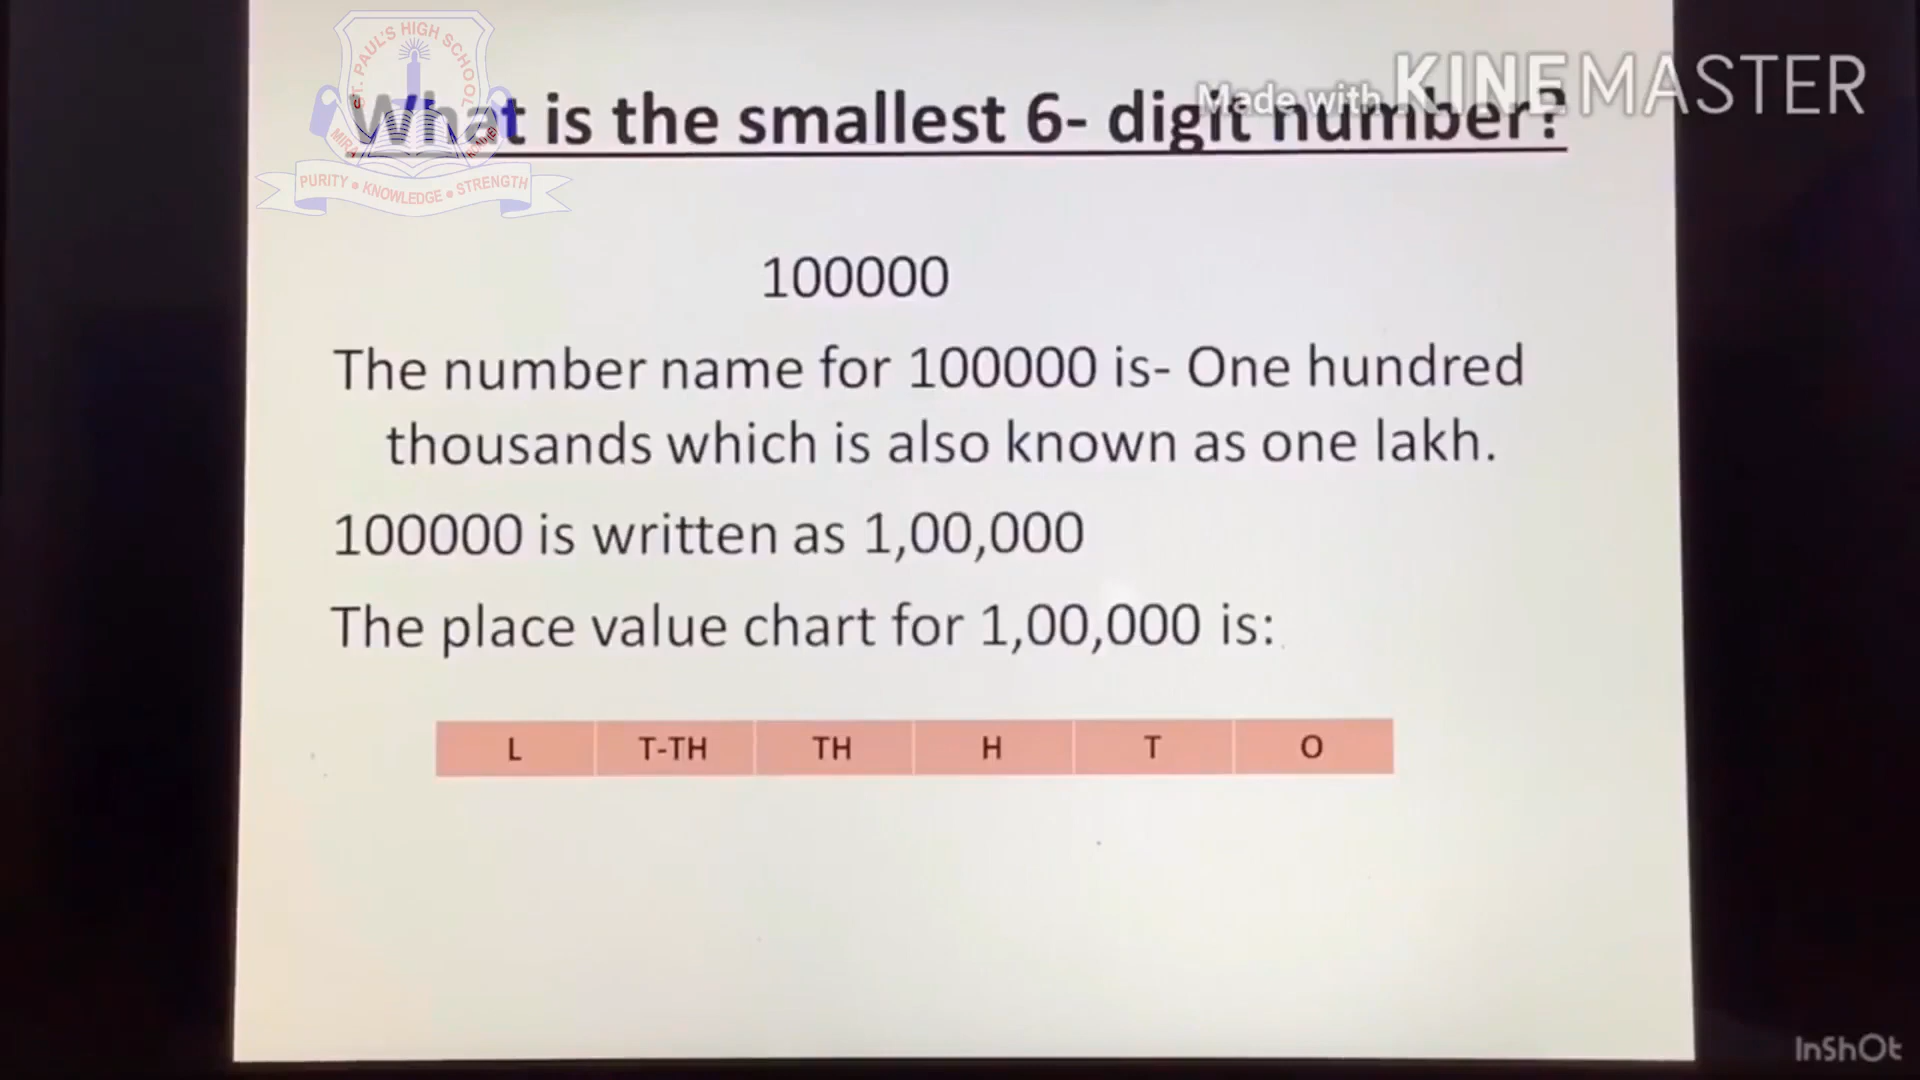 ST. PAUL'S HIGH SCHOOL
PURITY • KNOWLEDGE • STRENGTH
Made with KINEMASTER
What is the smallest 6- digit number?
100000
The number name for 100000 is- One hundred
thousands which is also known as one lakh.
100000 is written as 1,00,000
The place value chart for 1,00,000 is:
L T-TH TH H T O
InShOt